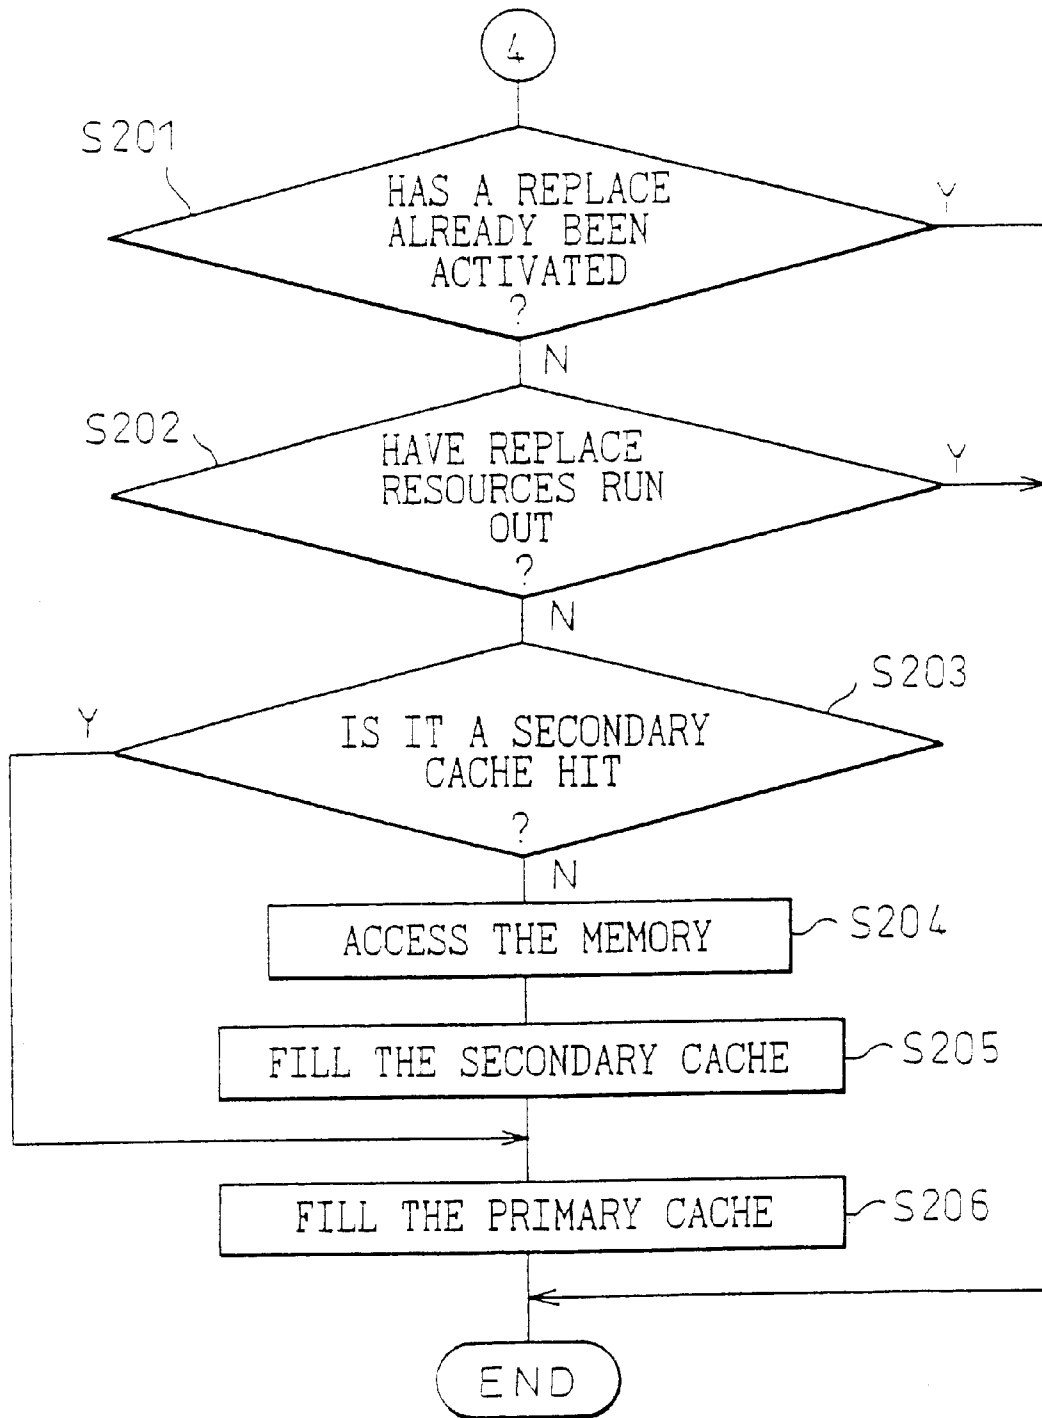 4
S201
HAS A REPLACE
ALREADY BEEN
ACTIVATED
?
Y
N
S202
HAVE REPLACE
RESOURCES RUN
OUT
?
Y
N
S203
Y
IS IT A SECONDARY
CACHE HIT
?
N
ACCESS THE MEMORY
S204
FILL THE SECONDARY CACHE
S205
FILL THE PRIMARY CACHE
S206
END